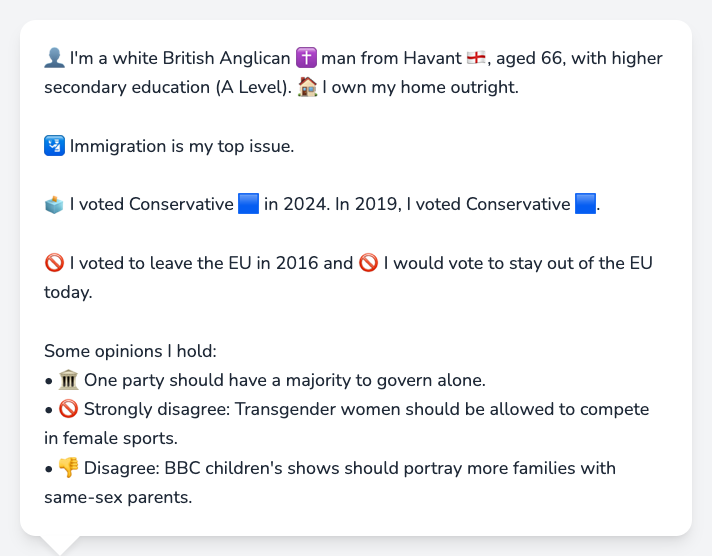 👤 I'm a white British Anglican ✝️ man from Havant 🏴󠁧󠁢󠁥󠁮󠁧󠁿, aged 66, with higher
secondary education (A Level). 🏠 I own my home outright.
🛂 Immigration is my top issue.
🗳️ I voted Conservative 🟦 in 2024. In 2019, I voted Conservative 🟦.
🚫 I voted to leave the EU in 2016 and 🚫 I would vote to stay out of the EU
today.
Some opinions I hold:
• 🏛️ One party should have a majority to govern alone.
• 🚫 Strongly disagree: Transgender women should be allowed to compete
in female sports.
• 👎 Disagree: BBC children's shows should portray more families with
same-sex parents.